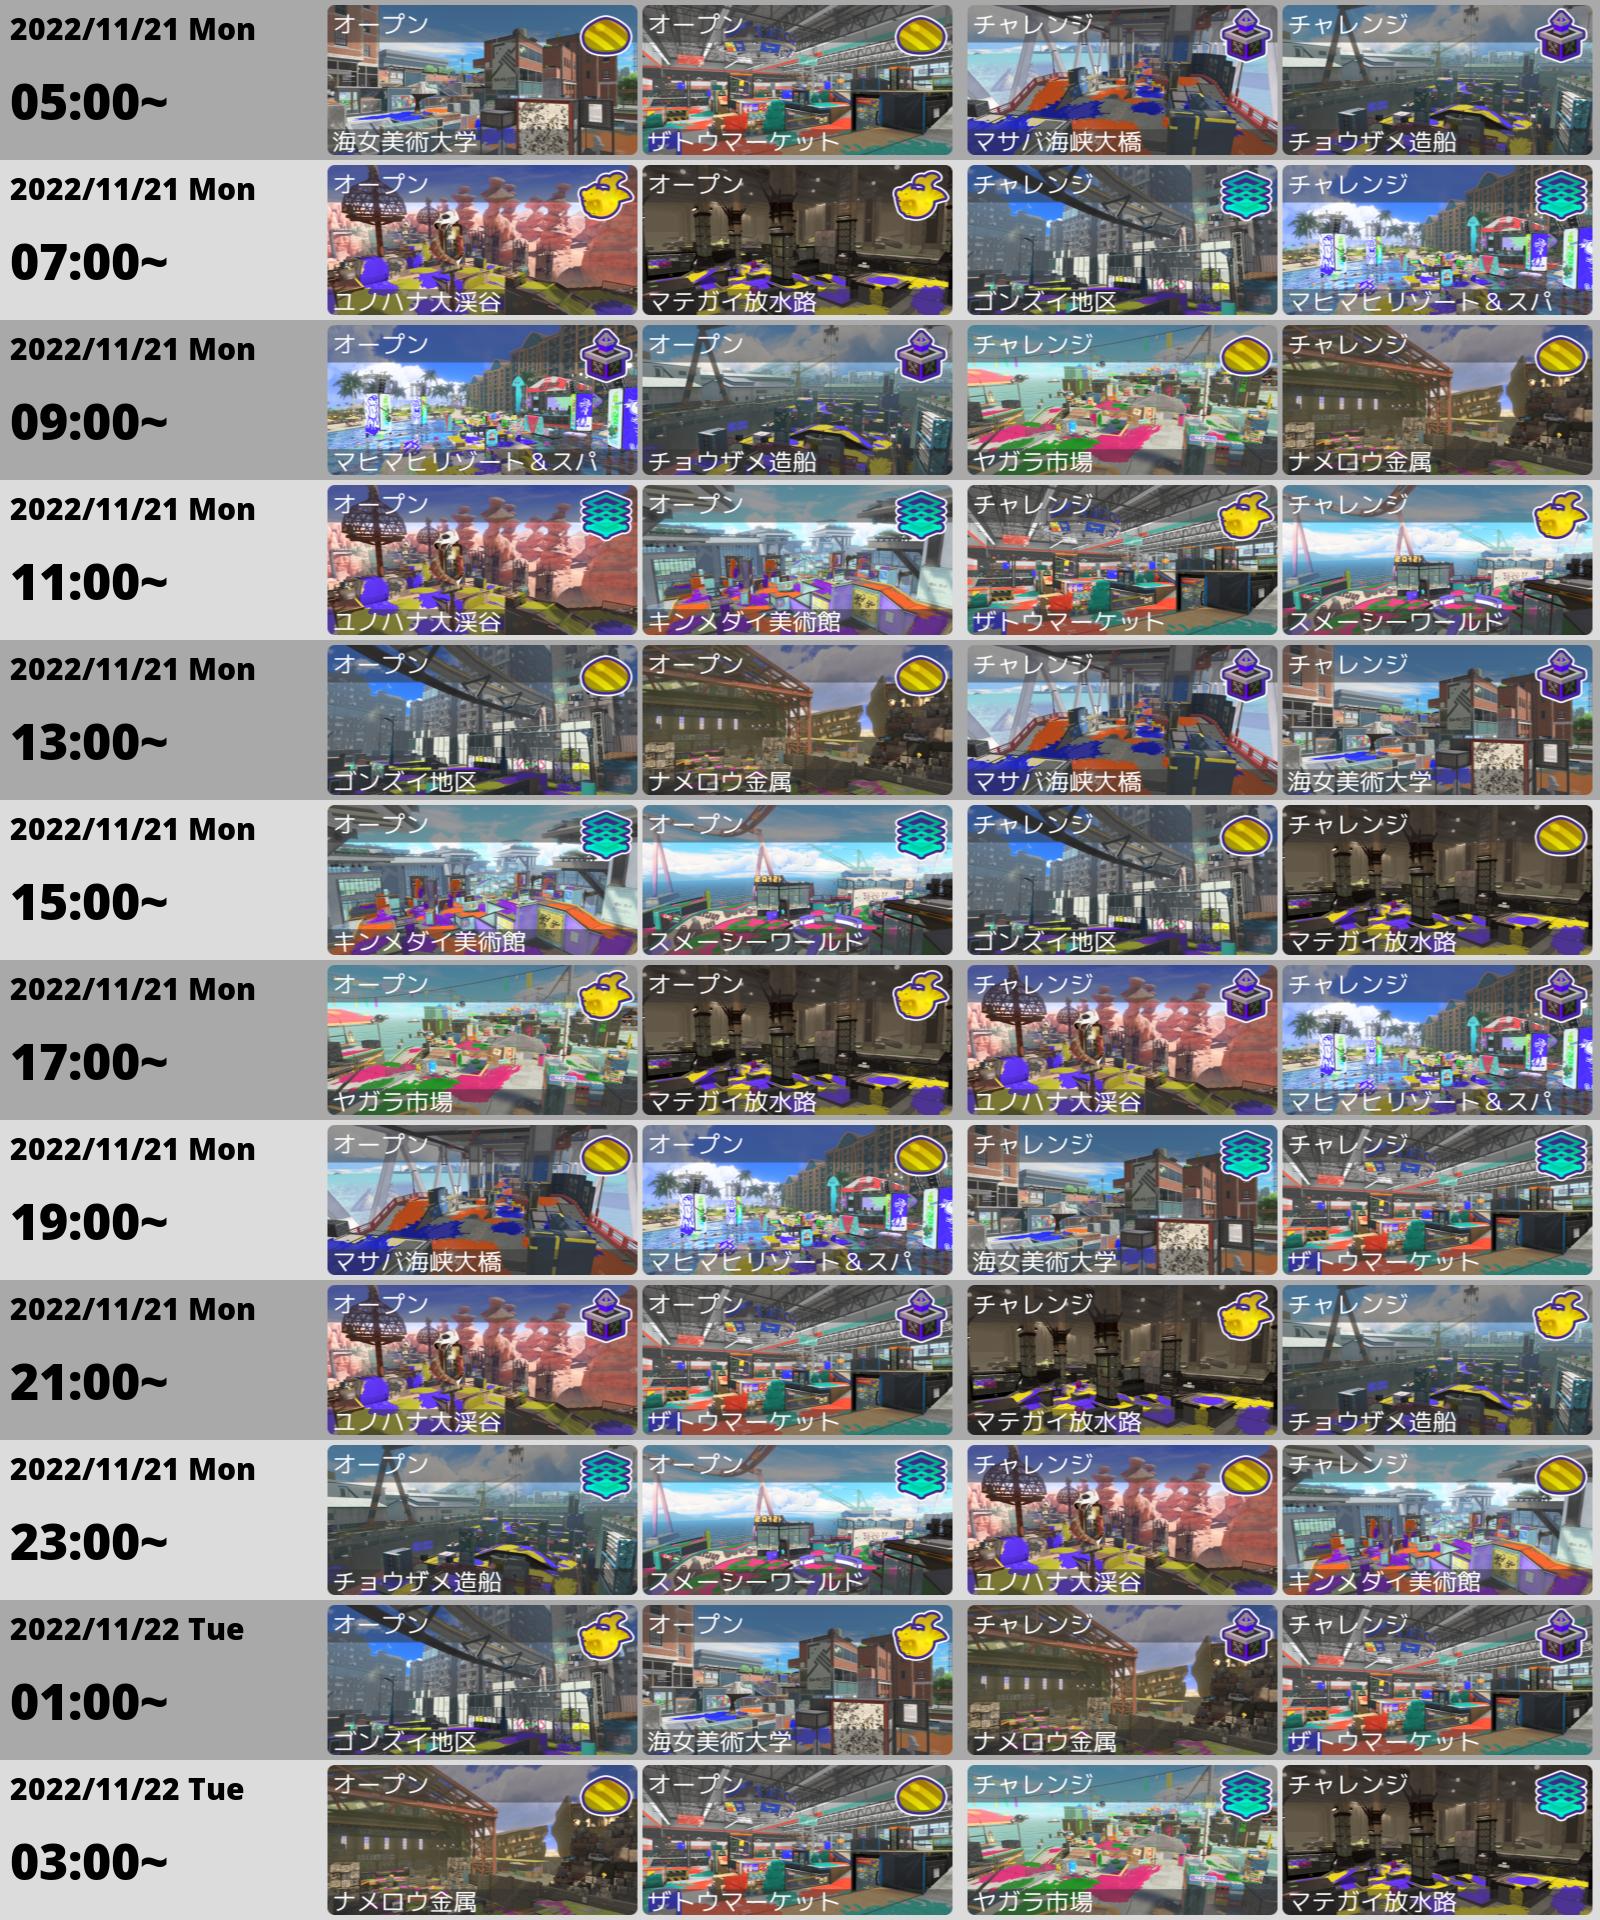 2022/11/21 Mon
05:00~
オープン
海女美術大学
オープン
ザトウマーケット
チャレンジ
マサバ海峡大橋
チャレンジ
チョウザメ造船
2022/11/21 Mon
07:00~
オープン
ユノハナ大渓谷
オープン
マテガイ放水路
チャレンジ
ゴンズイ地区
チャレンジ
マヒマヒリゾート＆スパ
2022/11/21 Mon
09:00~
オープン
マヒマヒリゾート＆スパ
オープン
チョウザメ造船
チャレンジ
ヤガラ市場
チャレンジ
ナメロウ金属
2022/11/21 Mon
11:00~
オープン
ユノハナ大渓谷
オープン
キンメダイ美術館
チャレンジ
ザトウマーケット
チャレンジ
スメーシーワールド
2022/11/21 Mon
13:00~
オープン
ゴンズイ地区
オープン
ナメロウ金属
チャレンジ
マサバ海峡大橋
チャレンジ
海女美術大学
2022/11/21 Mon
15:00~
オープン
キンメダイ美術館
オープン
スメーシーワールド
チャレンジ
ゴンズイ地区
チャレンジ
マテガイ放水路
2022/11/21 Mon
17:00~
オープン
ヤガラ市場
オープン
マテガイ放水路
チャレンジ
ユノハナ大渓谷
チャレンジ
マヒマヒリゾート＆スパ
2022/11/21 Mon
19:00~
オープン
マサバ海峡大橋
オープン
マヒマヒリゾート＆スパ
チャレンジ
海女美術大学
チャレンジ
ザトウマーケット
2022/11/21 Mon
21:00~
オープン
ユノハナ大渓谷
オープン
ザトウマーケット
チャレンジ
マテガイ放水路
チャレンジ
チョウザメ造船
2022/11/21 Mon
23:00~
オープン
チョウザメ造船
オープン
スメーシーワールド
チャレンジ
ユノハナ大渓谷
チャレンジ
キンメダイ美術館
2022/11/22 Tue
01:00~
オープン
ゴンズイ地区
オープン
海女美術大学
チャレンジ
ナメロウ金属
チャレンジ
ザトウマーケット
2022/11/22 Tue
03:00~
オープン
ナメロウ金属
オープン
ザトウマーケット
チャレンジ
ヤガラ市場
チャレンジ
マテガイ放水路